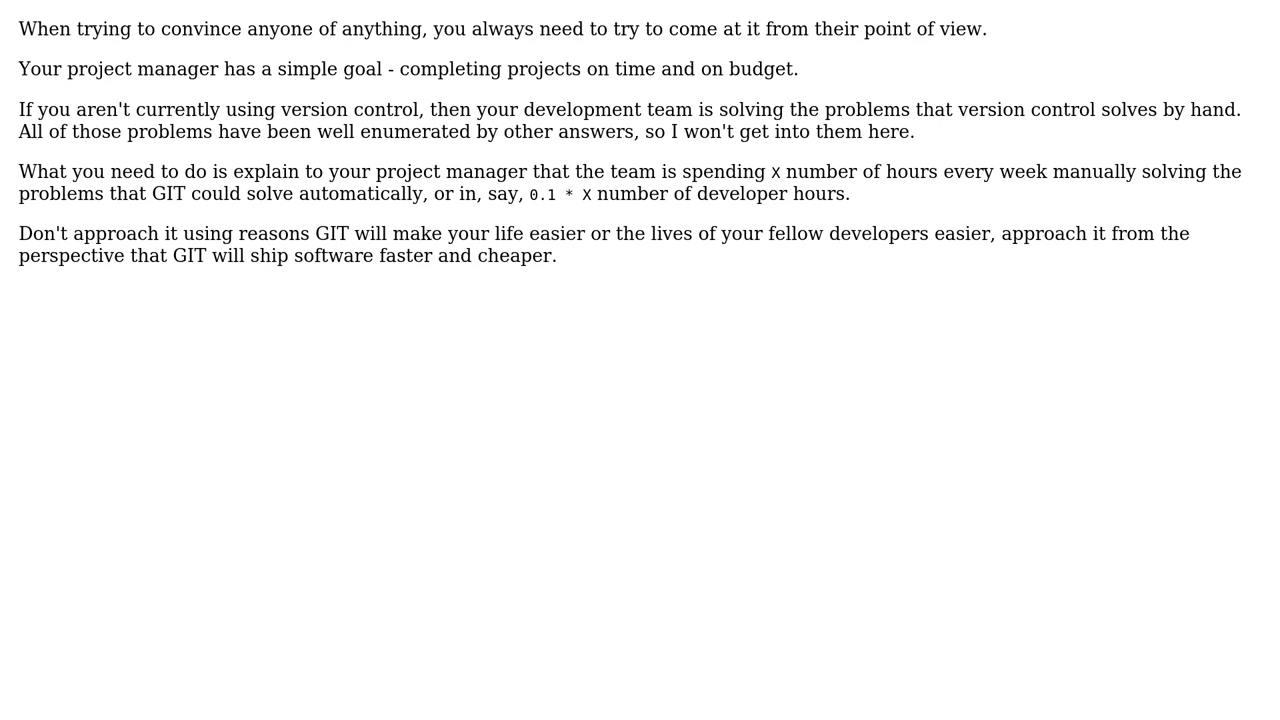 When trying to convince anyone of anything, you always need to try to come at it from their point of view.
Your project manager has a simple goal - completing projects on time and on budget.
If you aren't currently using version control, then your development team is solving the problems that version control solves by hand.
All of those problems have been well enumerated by other answers, so I won't get into them here.
What you need to do is explain to your project manager that the team is spending X number of hours every week manually solving the
problems that GIT could solve automatically, or in, say, 0.1 * X number of developer hours.
Don't approach it using reasons GIT will make your life easier or the lives of your fellow developers easier, approach it from the
perspective that GIT will ship software faster and cheaper.